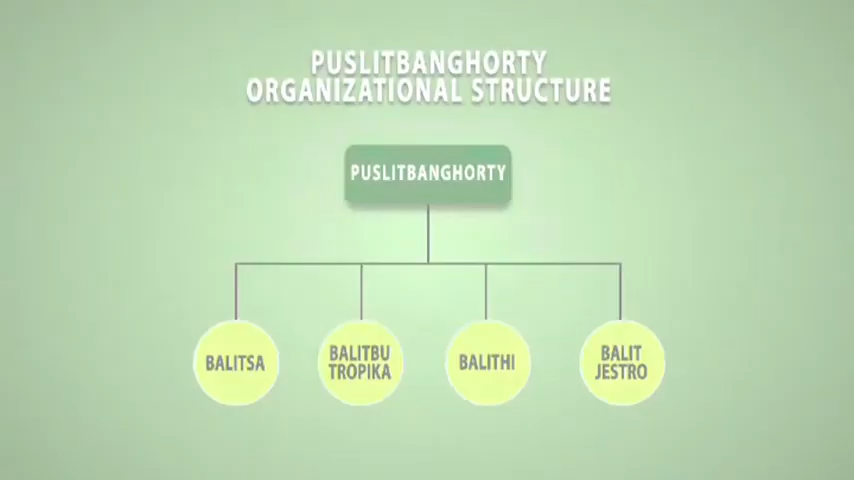 PUSLITBANGHORTY
ORGANIZATIONAL STRUCTURE
PUSLITBANGHORTY
BALITSA
BALITBU
TROPIKA
BALITHI
BALIT
JESTRO